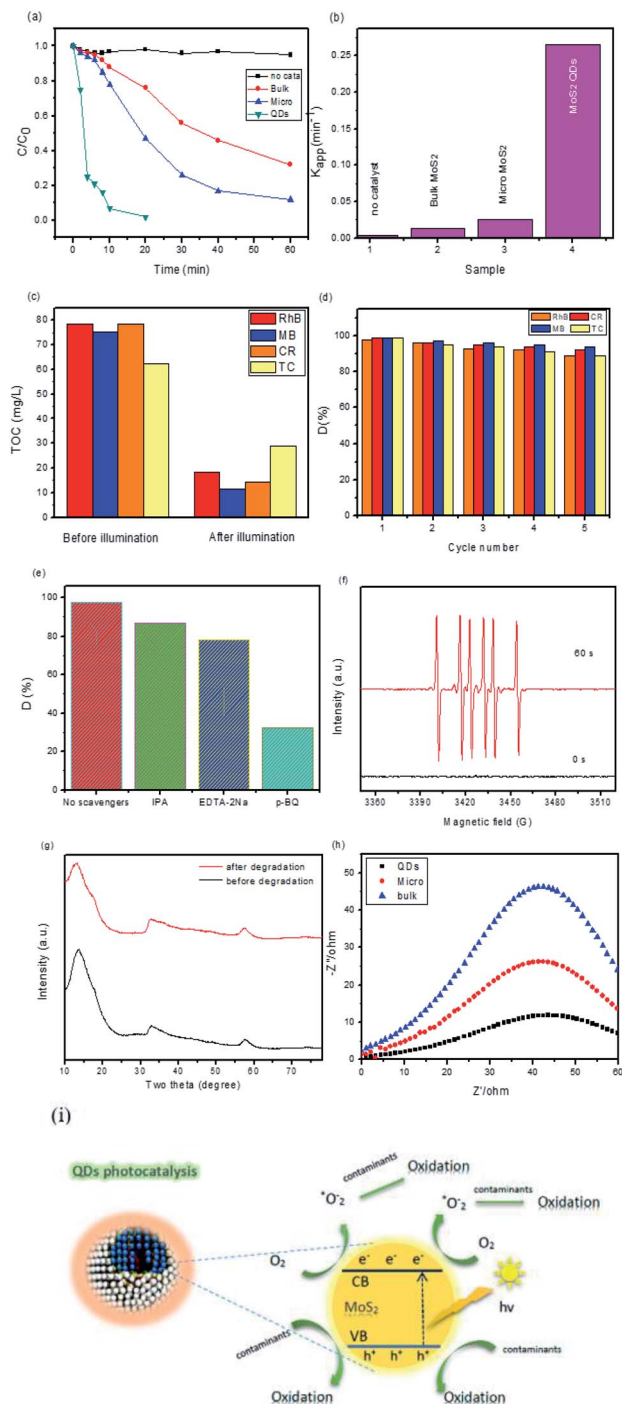 (a)
C/C0
1.0
0.8
0.6
0.4
0.2
0.0
no cata
Bulk
Micro
QDs
0 10 20 30 40 50 60
Time (min)
(b)
Kapp(min-1)
0.25
0.20
0.15
0.10
0.05
0.00
no catalyst
Bulk MoS2
Micro MoS2
MoS2 QDs
1 2 3 4
Sample
(c)
TOC (mg/L)
80
70
60
50
40
30
20
10
0
RhB
MB
CR
TC
Before illumination After illumination
(d)
D(%)
100
80
60
40
20
0
RhB CR
MB TC
1 2 3 4 5
Cycle number
(e)
D (%)
100
80
60
40
20
0
No scavengers IPA EDTA-2Na p-BQ
(f)
Intensity (a.u.)
60 s
0 s
3360 3390 3420 3450 3480 3510
Magnetic field (G)
(g)
Intensity (a.u.)
after degradation
before degradation
10 20 30 40 50 60 70
Two theta (degree)
(h)
-Z''/ohm
50
40
30
20
10
0
QDs
Micro
bulk
0 10 20 30 40 50 60
Z'/ohm
(i)
QDs photocatalysis
contaminants
Oxidation
•O-2
•O-2
contaminants
Oxidation
O2
O2
e- e- e-
CB
MoS2
hv
VB
h+ h+ h+
contaminants
contaminants
Oxidation
Oxidation